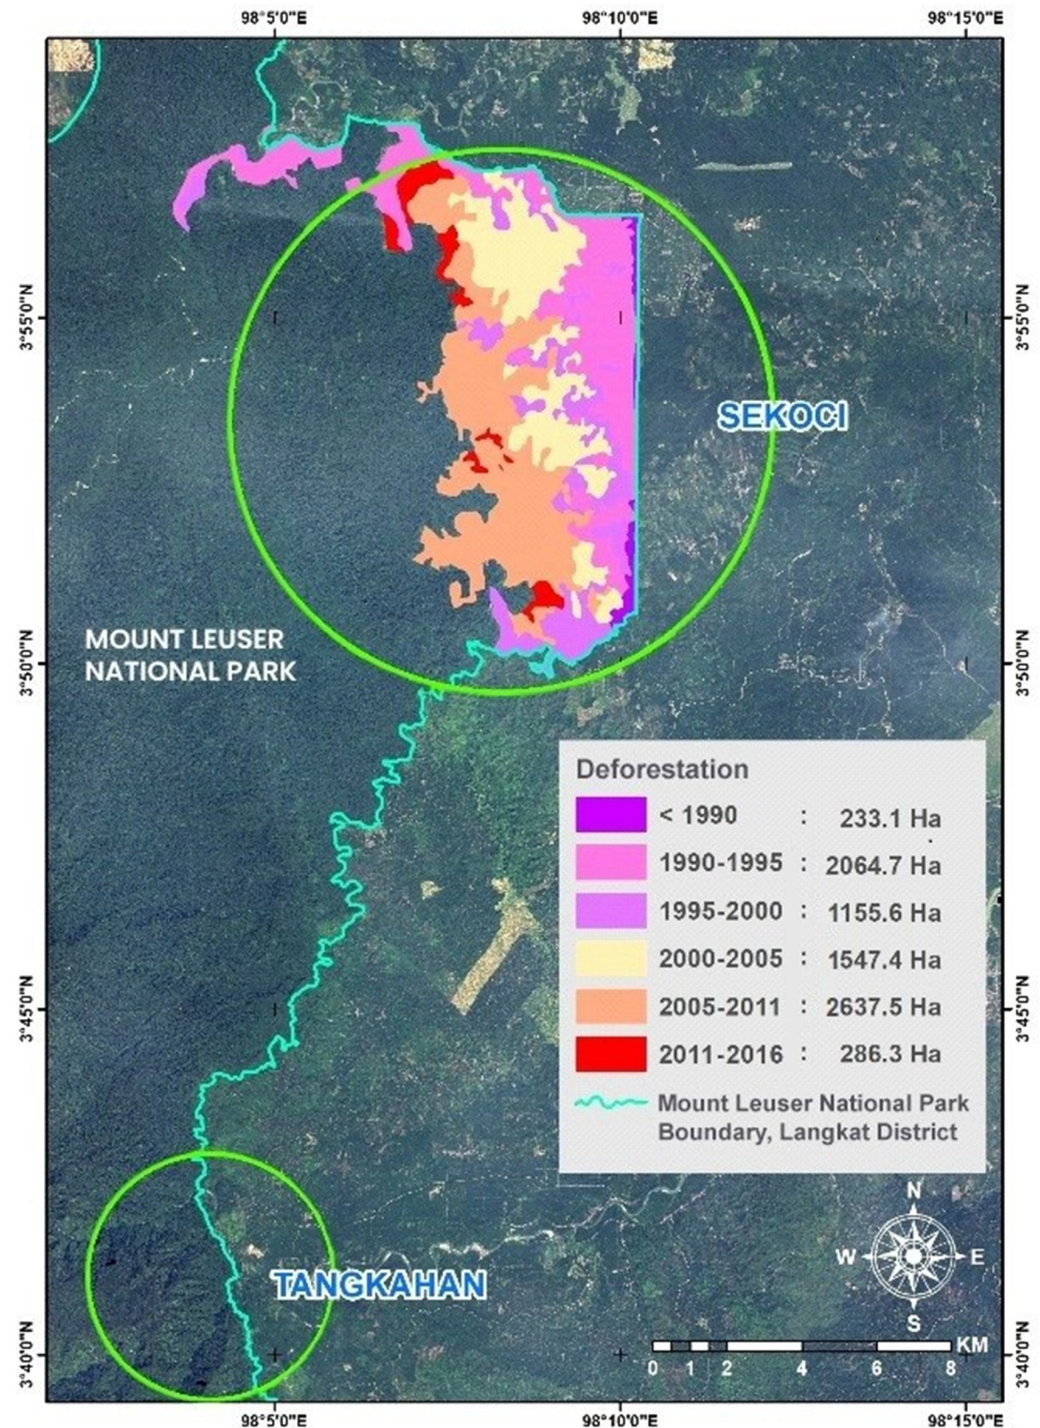 98°5'0"E 98°10'0"E 98°15'0"E
3°55'0"N 3°55'0"N
SEKOCI
MOUNT LEUSER
NATIONAL PARK
3°50'0"N 3°50'0"N
Deforestation
< 1990 : 233.1 Ha
1990-1995 : 2064.7 Ha
1995-2000 : 1155.6 Ha
2000-2005 : 1547.4 Ha
2005-2011 : 2637.5 Ha
2011-2016 : 286.3 Ha
Mount Leuser National Park
Boundary, Langkat District
3°45'0"N 3°45'0"N
N
W E
S
TANGKAHAN
KM
0 1 2 4 6 8
3°40'0"N 3°40'0"N
98°5'0"E 98°10'0"E 98°15'0"E